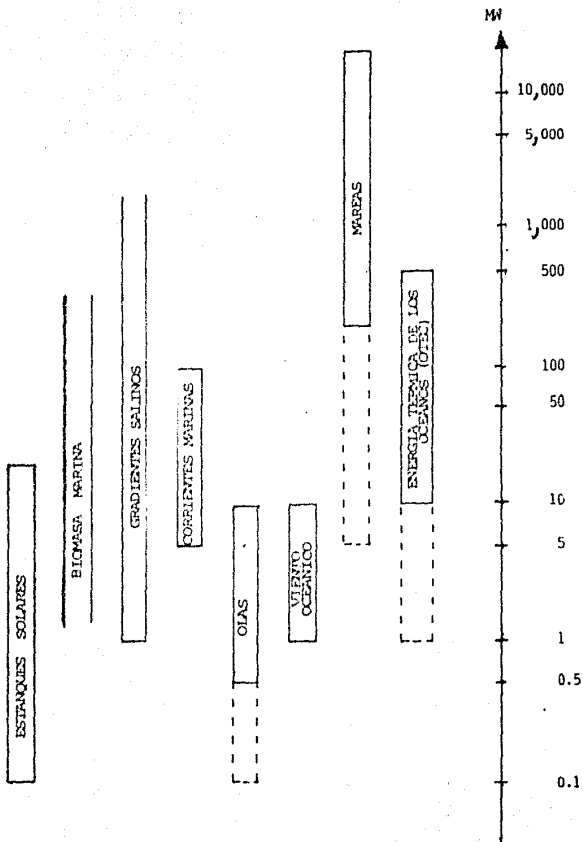 MW
10,000
5,000
1,000
500
100
50
10
5
1
0.5
0.1
ESTANQUES SOLARES
BIOMASA MARINA
GRADIENTES SALINOS
CORRIENTES MARINAS
OLAS
VIENTO
OCEANICO
MAREAS
ENERGIA TERMICA DE LOS
OCEANOS (OTEC)